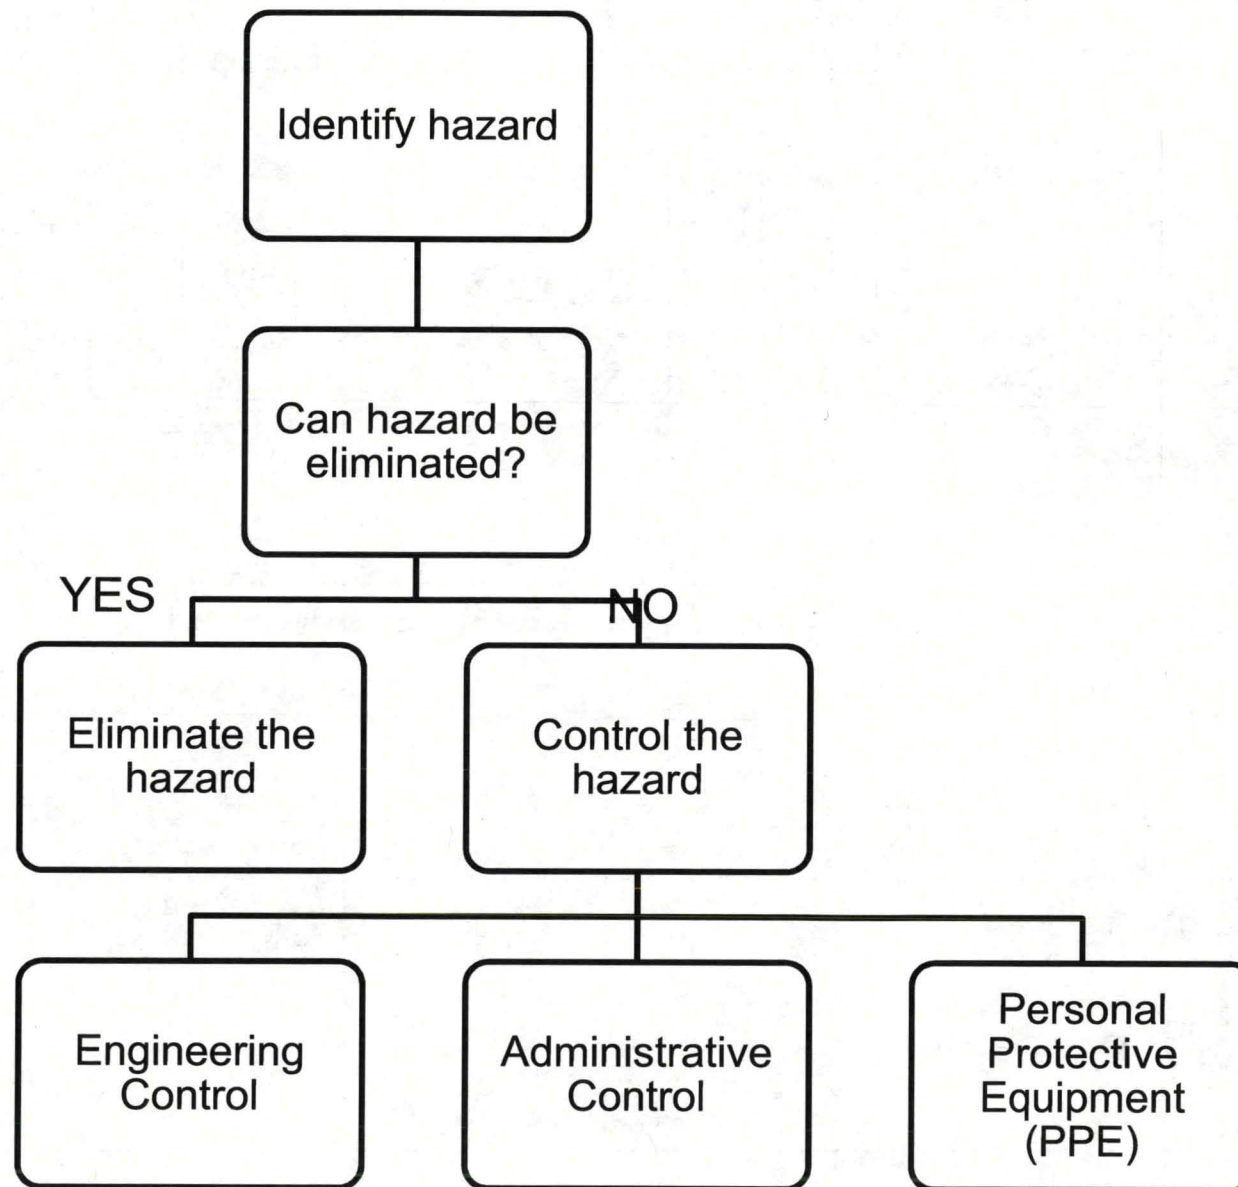 Identify hazard
Can hazard be
eliminated?
YES
NO
Eliminate the
hazard
Control the
hazard
Engineering
Control
Administrative
Control
Personal
Protective
Equipment
(PPE)